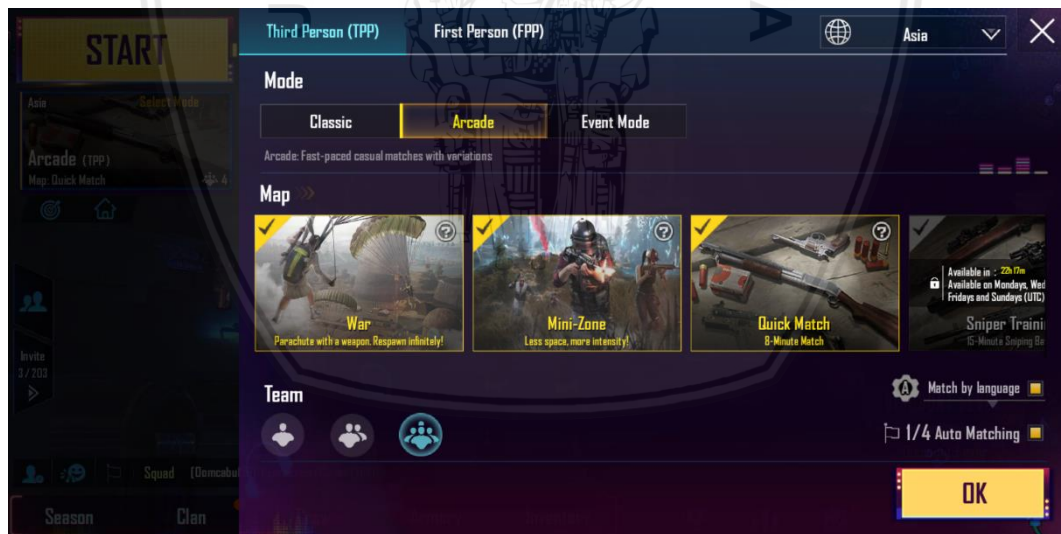 START
Asia
Select Mode
Arcade (TPP)
Map: Quick Match
4
Invite
3/203
Squad
Season
Clan
Third Person (TPP)
First Person (FPP)
Asia
Mode
Classic
Arcade
Event Mode
Arcade: Fast-paced casual matches with variations
Map
War
Parachute with a weapon. Respawn infinitely!
Mini-Zone
Less space, more intensity!
Quick Match
8-Minute Match
Available in : 22h 17m
Available on Mondays, Wed
Fridays and Sundays (UTC)
Sniper Traini
15-Minute Sniping Ba
Team
Match by language
1/4 Auto Matching
OK